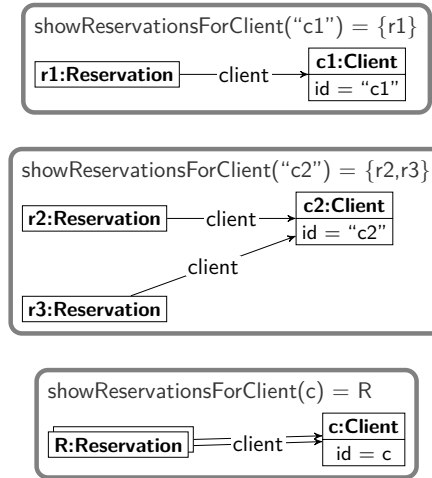 showReservationsForClient(“c1”) = {r1}
r1:Reservation
client
c1:Client
id = “c1”
showReservationsForClient(“c2”) = {r2,r3}
r2:Reservation
client
c2:Client
id = “c2”
client
r3:Reservation
showReservationsForClient(c) = R
R:Reservation
client
c:Client
id = c